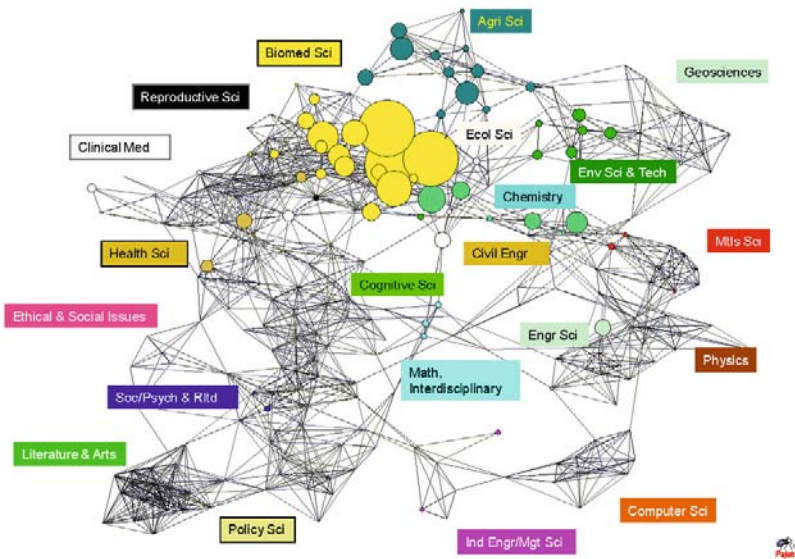 Agri Sci
Biomed Sci
Geosciences
Reproductive Sci
Ecol Sci
Clinical Med
Env Sci & Tech
Chemistry
Health Sci
Civil Engr
Mtls Sci
Cognitive Sci
Ethical & Social Issues
Engr Sci
Physics
Math,
Interdisciplinary
Soc/Psych & Rltd
Literature & Arts
Policy Sci
Computer Sci
Ind Engr/Mgt Sci
Pajek